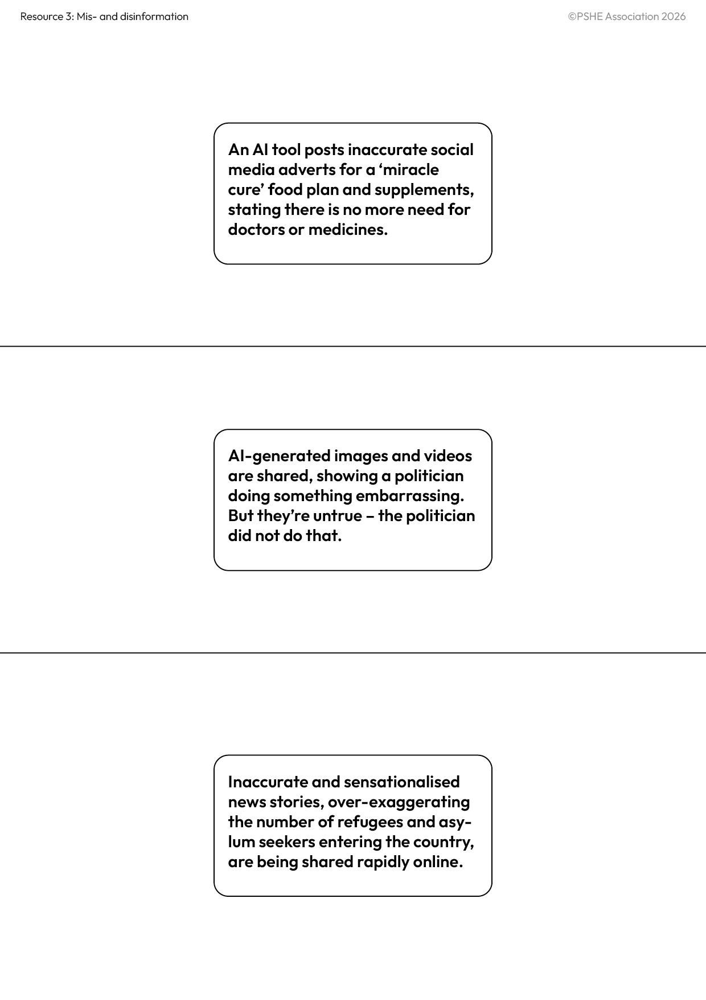 Resource 3: Mis- and disinformation
©PSHE Association 2026
An AI tool posts inaccurate social
media adverts for a ‘miracle
cure’ food plan and supplements,
stating there is no more need for
doctors or medicines.
AI-generated images and videos
are shared, showing a politician
doing something embarrassing.
But they’re untrue – the politician
did not do that.
Inaccurate and sensationalised
news stories, over-exaggerating
the number of refugees and asy-
lum seekers entering the country,
are being shared rapidly online.